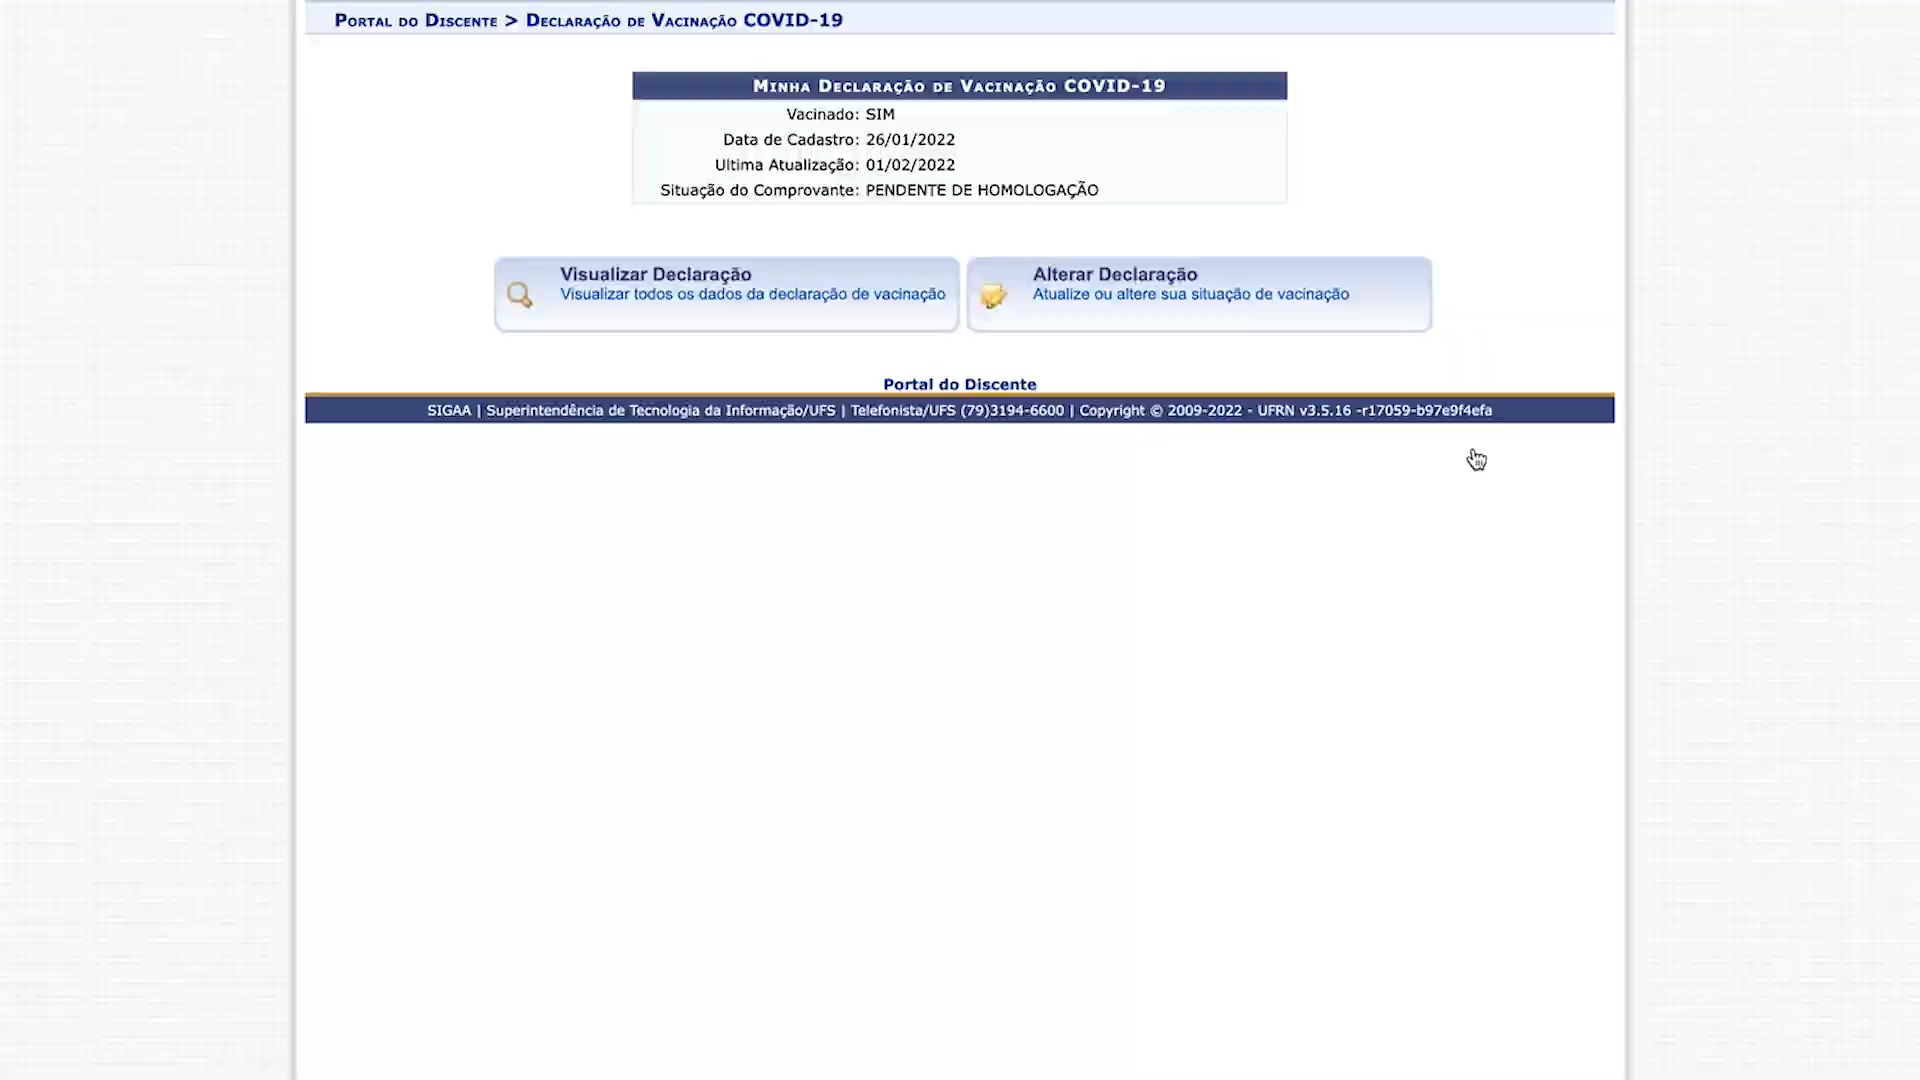 Portal do Discente > Declaração de Vacinação COVID-19
Minha Declaração de Vacinação COVID-19
Vacinado: SIM
Data de Cadastro: 26/01/2022
Ultima Atualização: 01/02/2022
Situação do Comprovante: PENDENTE DE HOMOLOGAÇÃO
Visualizar Declaração
Visualizar todos os dados da declaração de vacinação
Alterar Declaração
Atualize ou altere sua situação de vacinação
Portal do Discente
SIGAA | Superintendência de Tecnologia da Informação/UFS | Telefonista/UFS (79)3194-6600 | Copyright © 2009-2022 - UFRN v3.5.16 -r17059-b97e9f4efa